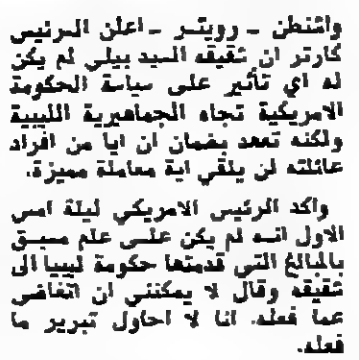 واشنطن - رويتر - اعلن الرئيس
كارتر ان شقيقه السيد بيلي لم يكن
له اي تأثير على سياسة الحكومة
الامريكية تجاه الجماهيرية الليبية
ولكنه تعهد بضمان ان ايا من افراد
عائلته لن يلقي اية معاملة مميزة.
واكد الرئيس الامريكي ليلة امس
الاول انه لم يكن على علم مسبق
بالمبالغ التي قدمتها حكومة ليبيا الى
شقيقه وقال لا يمكنني ان اتغاضى
عما فعله. انا لا احاول تبرير ما
فعله.